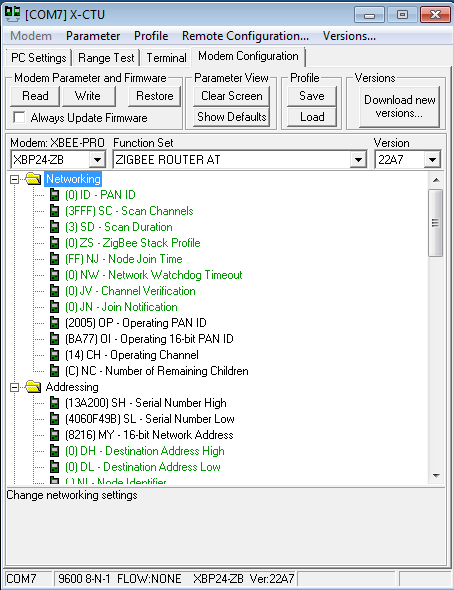 [COM7] X-CTU
Modem Parameter Profile Remote Configuration... Versions...
PC Settings Range Test Terminal Modem Configuration
Modem Parameter and Firmware Parameter View Profile Versions
Read Write Restore Clear Screen Save Download new
versions...
Always Update Firmware Show Defaults Load
Modem: XBEE-PRO Function Set Version
XBP24-ZB ZIGBEE ROUTER AT 22A7
Networking
(0) ID - PAN ID
(3FFF) SC - Scan Channels
(3) SD - Scan Duration
(0) ZS - ZigBee Stack Profile
(FF) NJ - Node Join Time
(0) NW - Network Watchdog Timeout
(0) JV - Channel Verification
(0) JN - Join Notification
(2005) OP - Operating PAN ID
(BA77) OI - Operating 16-bit PAN ID
(14) CH - Operating Channel
(C) NC - Number of Remaining Children
Addressing
(13A200) SH - Serial Number High
(4060F49B) SL - Serial Number Low
(8216) MY - 16-bit Network Address
(0) DH - Destination Address High
(0) DL - Destination Address Low
( ) NI - Node Identifier
Change networking settings
COM7 9600 8-N-1 FLOW:NONE XBP24-ZB Ver:22A7